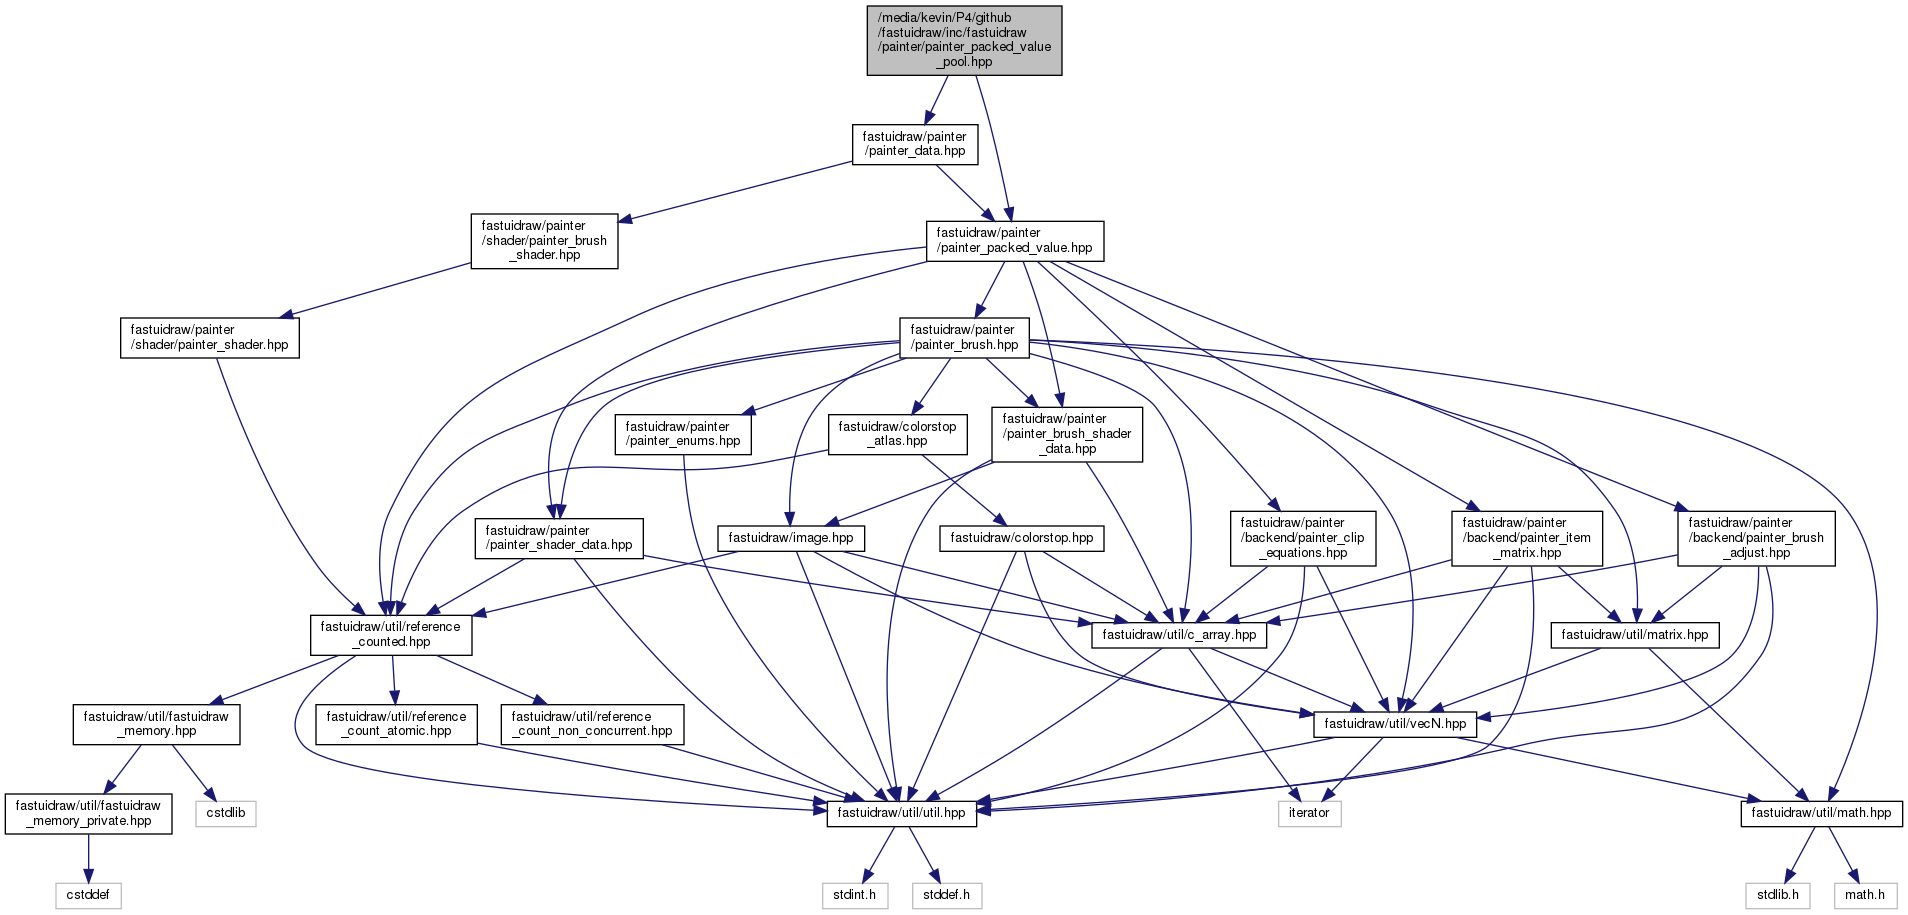 /media/kevin/P4/github
/fastuidraw/inc/fastuidraw
/painter/painter_packed_value
_pool.hpp
fastuidraw/painter
/painter_data.hpp
fastuidraw/painter
/shader/painter_brush
_shader.hpp
fastuidraw/painter
/painter_packed_value.hpp
fastuidraw/painter
/shader/painter_shader.hpp
fastuidraw/painter
/painter_brush.hpp
fastuidraw/painter
/painter_enums.hpp
fastuidraw/colorstop
_atlas.hpp
fastuidraw/painter
/painter_brush_shader
_data.hpp
fastuidraw/painter
/painter_shader_data.hpp
fastuidraw/image.hpp
fastuidraw/colorstop.hpp
fastuidraw/painter
/backend/painter_clip
_equations.hpp
fastuidraw/painter
/backend/painter_item
_matrix.hpp
fastuidraw/painter
/backend/painter_brush
_adjust.hpp
fastuidraw/util/reference
_counted.hpp
fastuidraw/util/c_array.hpp
fastuidraw/util/matrix.hpp
fastuidraw/util/fastuidraw
_memory.hpp
fastuidraw/util/reference
_count_atomic.hpp
fastuidraw/util/reference
_count_non_concurrent.hpp
fastuidraw/util/vecN.hpp
fastuidraw/util/fastuidraw
_memory_private.hpp
cstdlib
fastuidraw/util/util.hpp
iterator
fastuidraw/util/math.hpp
cstddef
stdint.h
stddef.h
stdlib.h
math.h